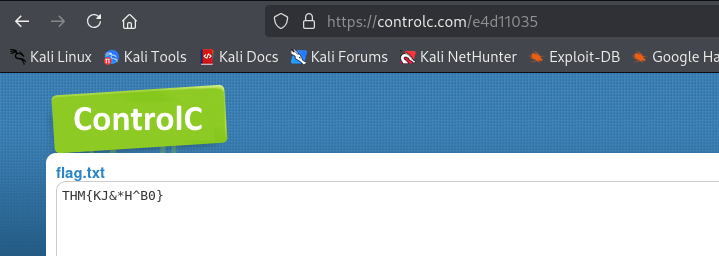 https://controlc.com/e4d11035
Kali Linux Kali Tools Kali Docs Kali Forums Kali NetHunter Exploit-DB Google Ha
ControlC
flag.txt
THM{KJ&*H^B0}